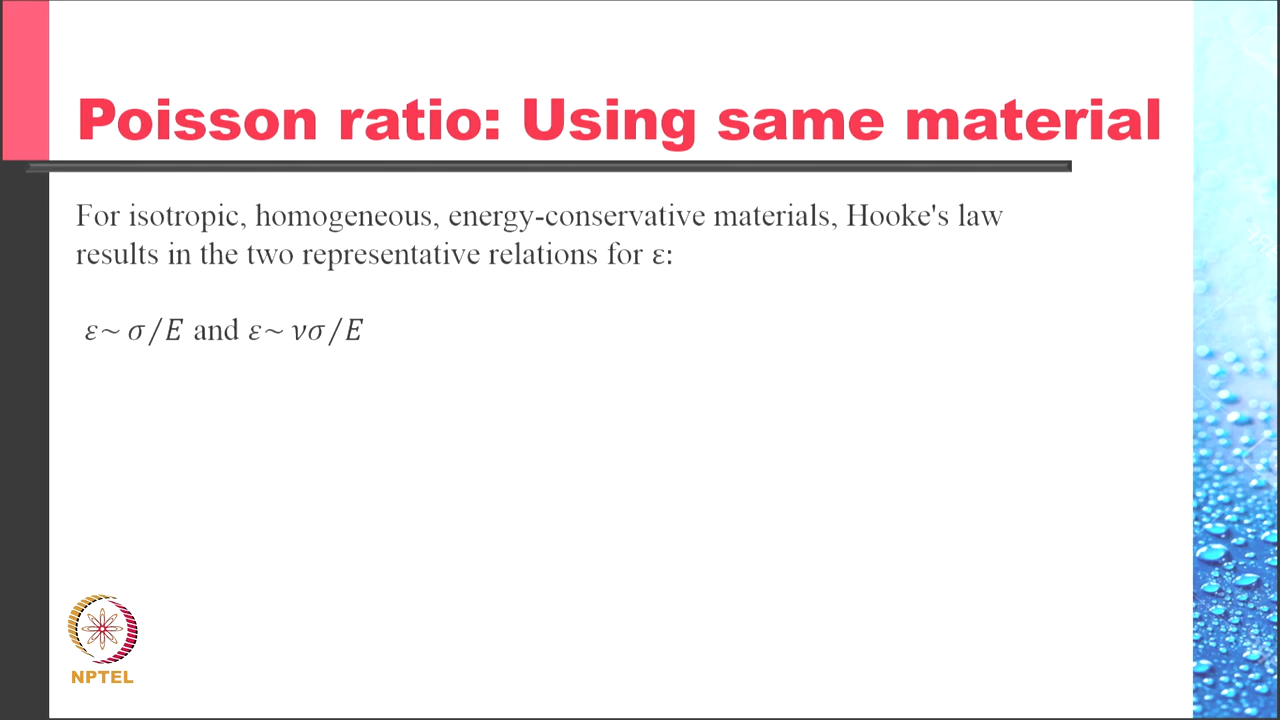 Poisson ratio: Using same material
For isotropic, homogeneous, energy-conservative materials, Hooke's law
results in the two representative relations for ε:
ε~ σ/E and ε~ νσ/E
NPTEL